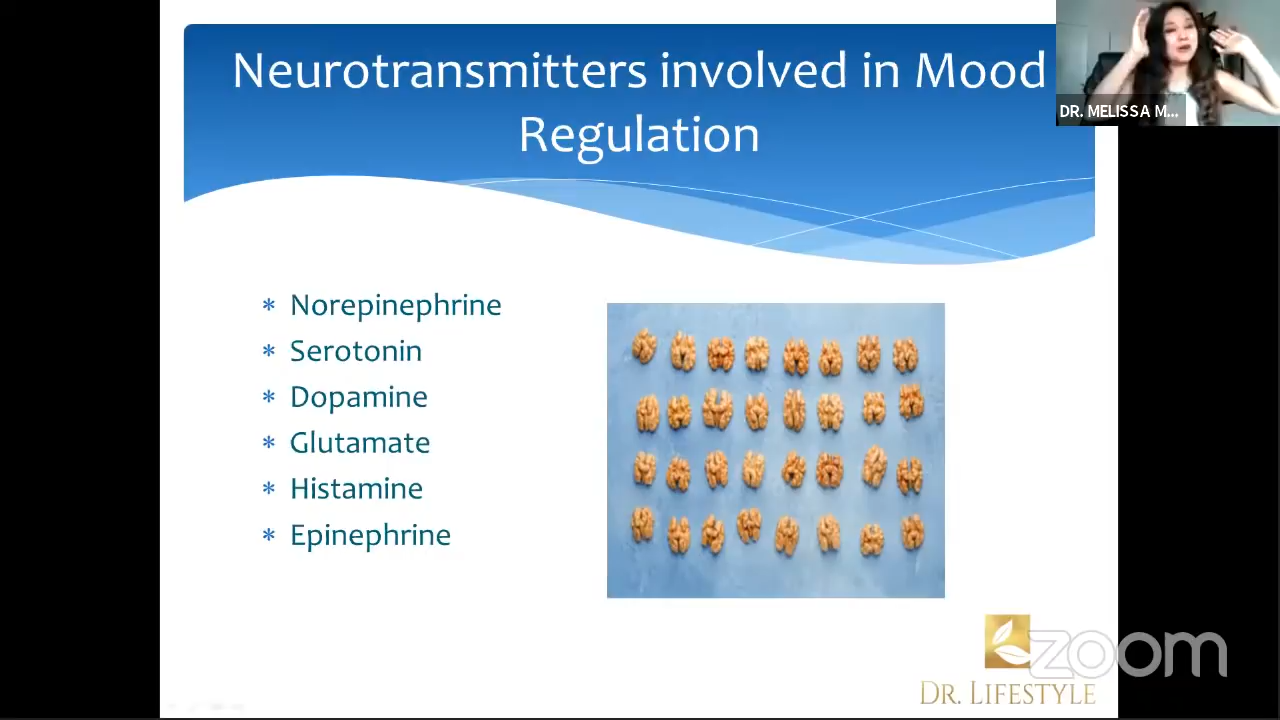 Neurotransmitters involved in Mood
Regulation
DR. MELISSA M...
* Norepinephrine
* Serotonin
* Dopamine
* Glutamate
* Histamine
* Epinephrine
zoom
DR. LIFESTYLE